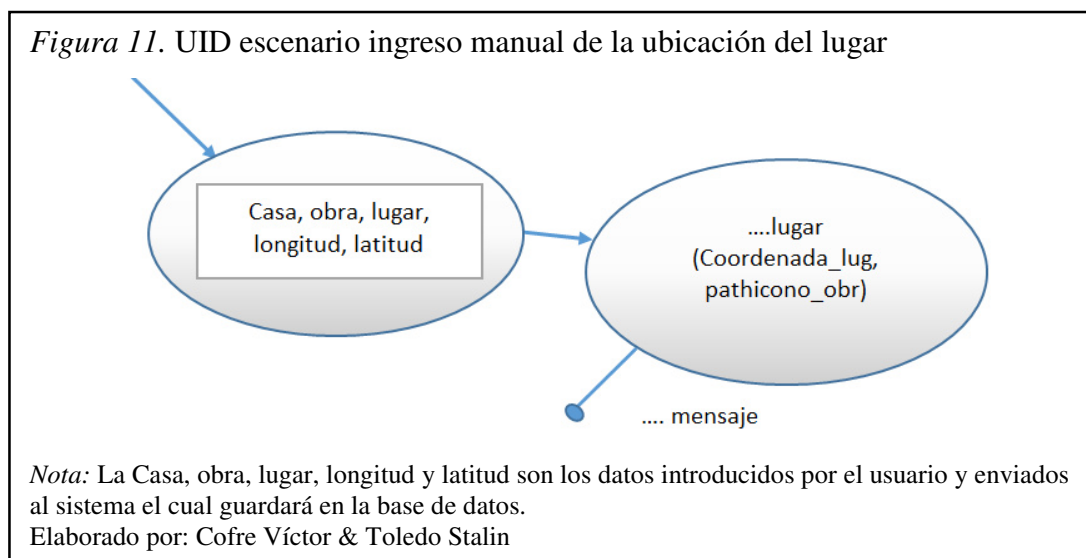 Figura 11. UID escenario ingreso manual de la ubicación del lugar
Casa, obra, lugar,
longitud, latitud
....lugar
(Coordenada_lug,
pathicono_obr)
.... mensaje
Nota: La Casa, obra, lugar, longitud y latitud son los datos introducidos por el usuario y enviados
al sistema el cual guardará en la base de datos.
Elaborado por: Cofre Víctor & Toledo Stalin